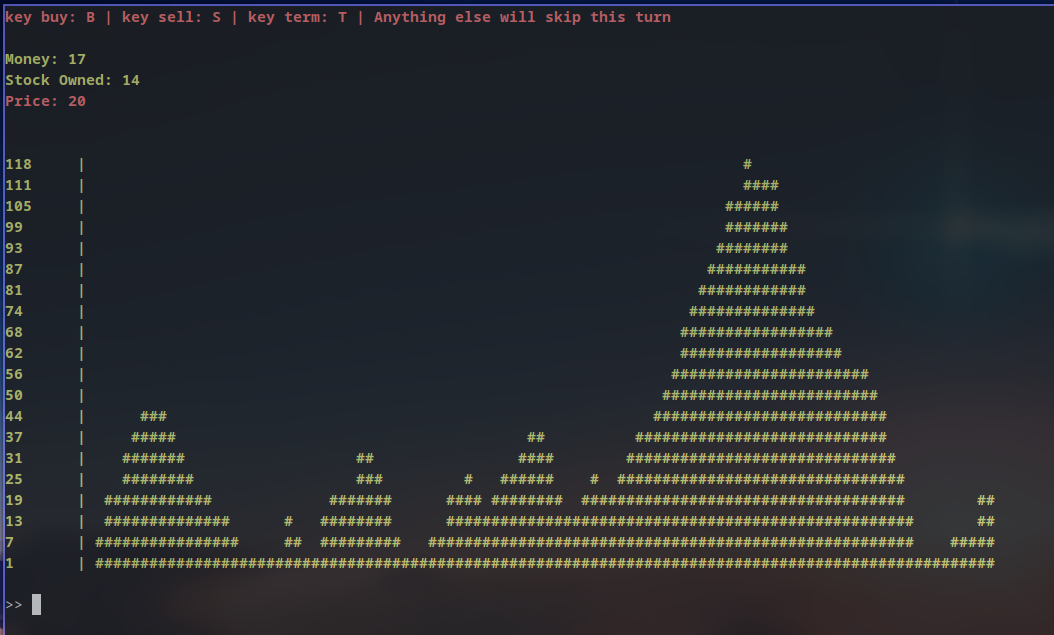 key buy: B | key sell: S | key term: T | Anything else will skip this turn
Money: 17
Stock Owned: 14
Price: 20
118 | #
111 | ####
105 | ######
99 | #######
93 | ########
87 | ###########
81 | ############
74 | ##############
68 | #################
62 | ##################
56 | ######################
50 | ########################
44 | ### ##########################
37 | ##### ## ############################
31 | ####### ## #### ##############################
25 | ######## ### # ###### # ################################
19 | ############ ####### #### ######## #################################### ##
13 | ############## # ######## #################################################### ##
7 | ################ ## ######### ###################################################### #####
1 | ####################################################################################################
>>